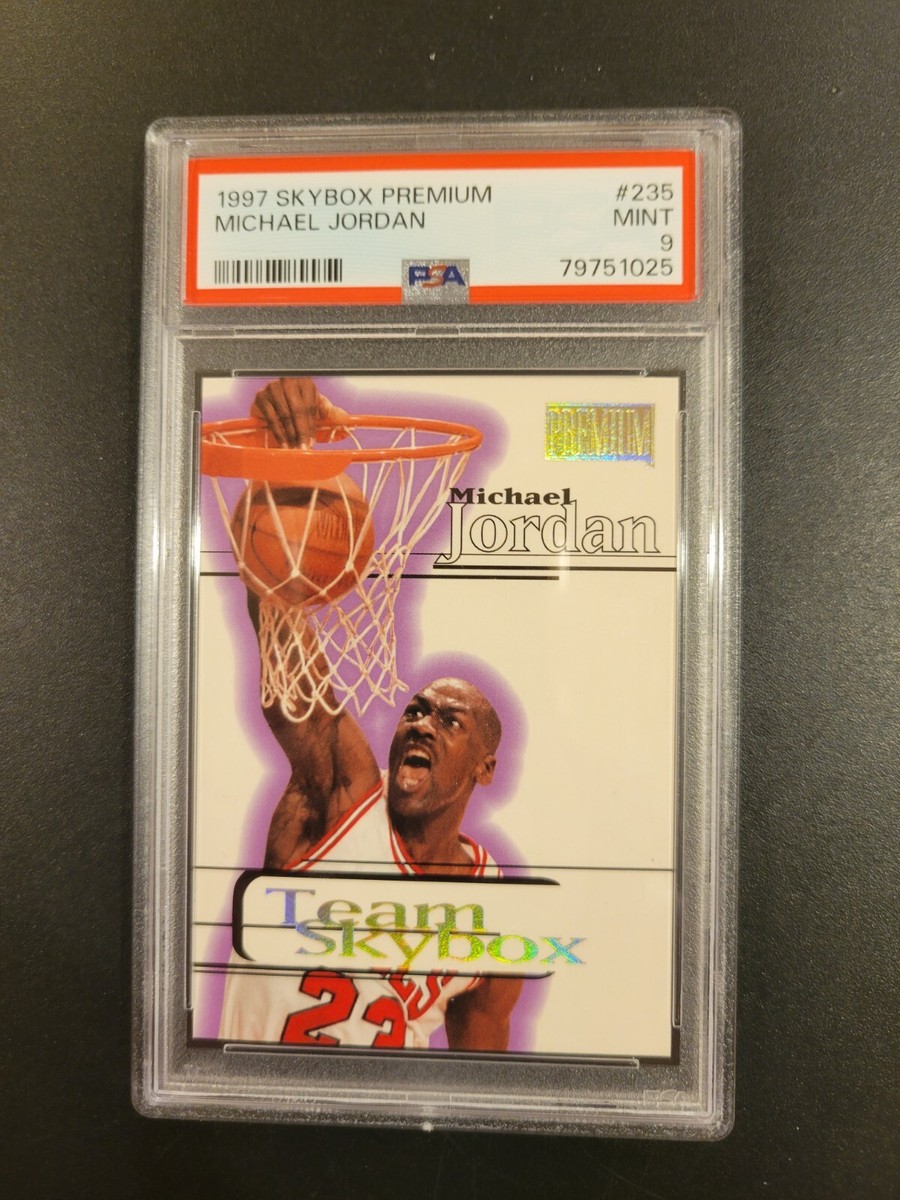 1997 SKYBOX PREMIUM #235
MICHAEL JORDAN MINT
9
PSA 79751025
PREMIUM
Michael
Jordan
Team
Skybox
23